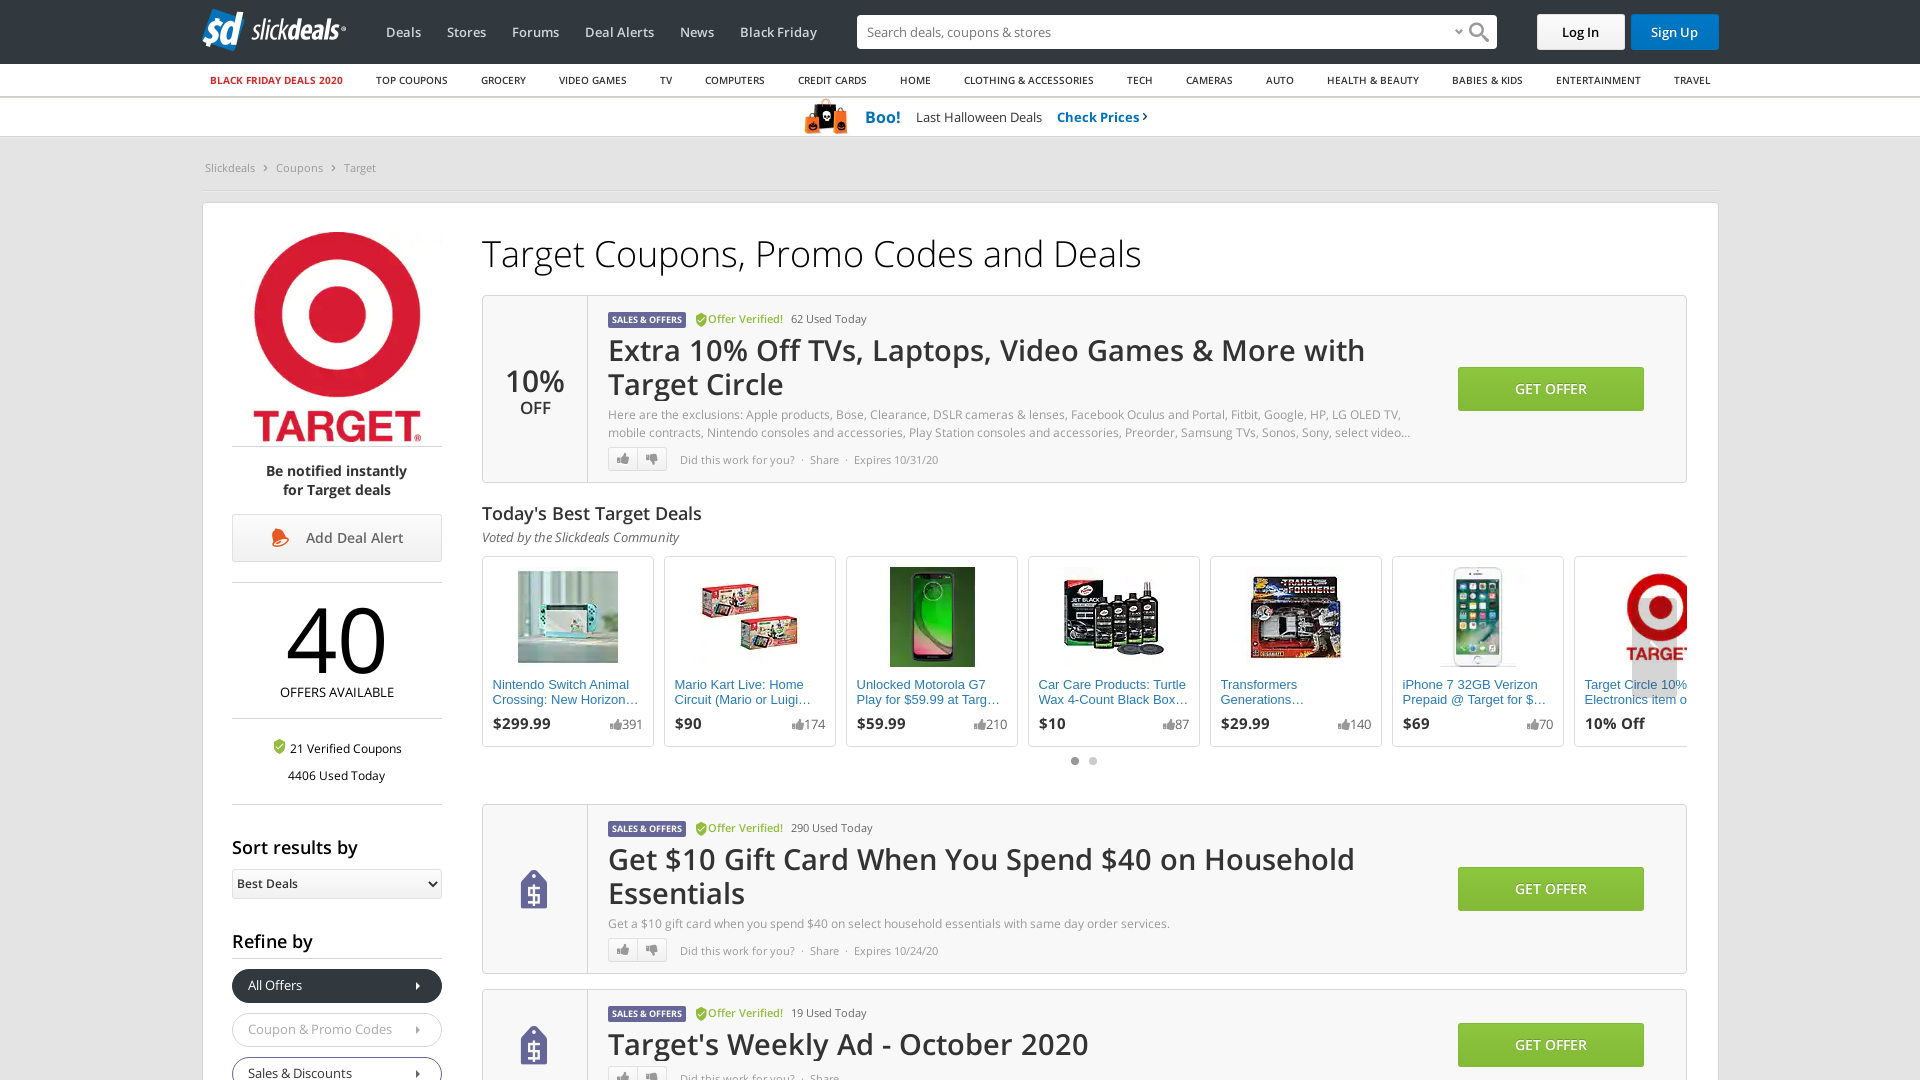 $d slickdeals
Deals Stores Forums Deal Alerts News Black Friday
Search deals, coupons & stores
Log In Sign Up
BLACK FRIDAY DEALS 2020 TOP COUPONS GROCERY VIDEO GAMES TV COMPUTERS CREDIT CARDS HOME CLOTHING & ACCESSORIES TECH CAMERAS AUTO HEALTH & BEAUTY BABIES & KIDS ENTERTAINMENT TRAVEL
Boo! Last Halloween Deals Check Prices
Slickdeals Coupons Target
TARGET®
Be notified instantly
for Target deals
Add Deal Alert
40
OFFERS AVAILABLE
21 Verified Coupons
4406 Used Today
Sort results by
Best Deals
Refine by
All Offers
Coupon & Promo Codes
Sales & Discounts
Target Coupons, Promo Codes and Deals
10%
OFF
SALES & OFFERS Offer Verified! 62 Used Today
Extra 10% Off TVs, Laptops, Video Games & More with
Target Circle
Here are the exclusions: Apple products, Bose, Clearance, DSLR cameras & lenses, Facebook Oculus and Portal, Fitbit, Google, HP, LG OLED TV,
mobile contracts, Nintendo consoles and accessories, Play Station consoles and accessories, Preorder, Samsung TVs, Sonos, Sony, select video...
Did this work for you? · Share · Expires 10/31/20
GET OFFER
Today's Best Target Deals
Voted by the Slickdeals Community
Nintendo Switch Animal
Crossing: New Horizon…
$299.99 391
Mario Kart Live: Home
Circuit (Mario or Luigi…
$90 174
Unlocked Motorola G7
Play for $59.99 at Targ…
$59.99 210
JET BLACK
Car Care Products: Turtle
Wax 4-Count Black Box…
$10 87
TRANSFORMERS
Transformers
Generations…
$29.99 140
iPhone 7 32GB Verizon
Prepaid @ Target for $…
$69 70
TARGE
Target Circle 10%
Electronics item o
10% Off
SALES & OFFERS Offer Verified! 290 Used Today
Get $10 Gift Card When You Spend $40 on Household
Essentials
Get a $10 gift card when you spend $40 on select household essentials with same day order services.
Did this work for you? · Share · Expires 10/24/20
GET OFFER
SALES & OFFERS Offer Verified! 19 Used Today
Target's Weekly Ad - October 2020
Did this work for you? · Share
GET OFFER